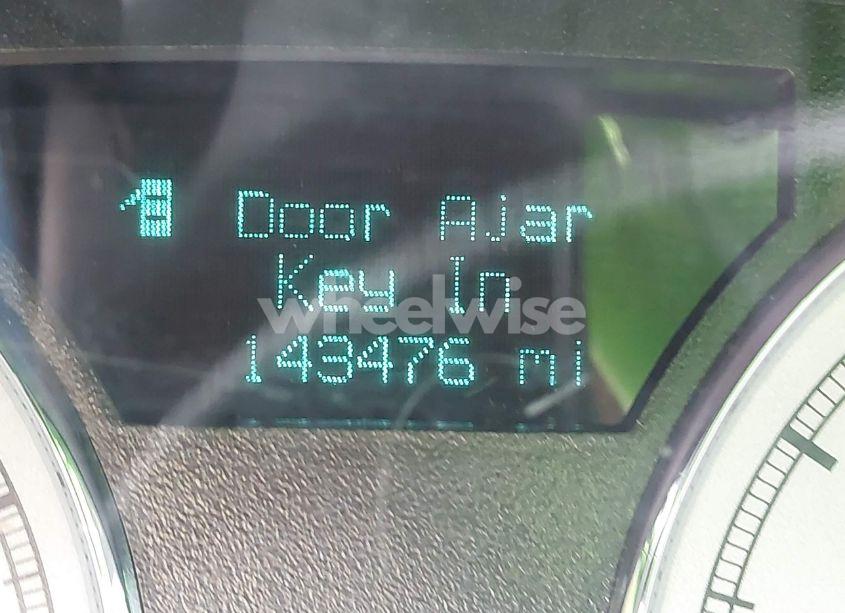 Door Ajar
Key In
wheelwise
143476 mi